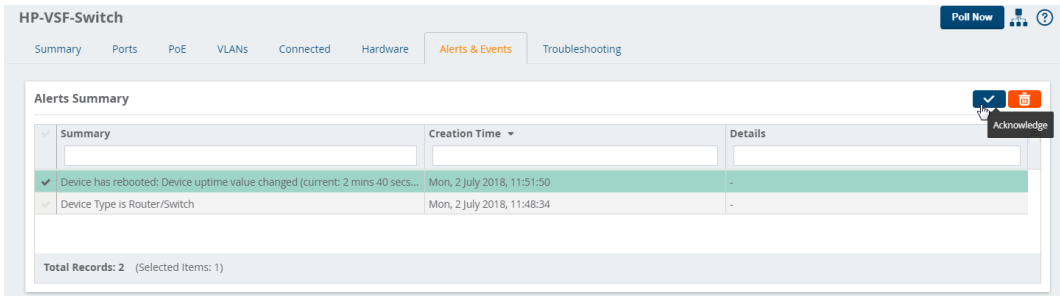 HP-VSF-Switch
Poll Now
Summary Ports PoE VLANs Connected Hardware Alerts & Events Troubleshooting
Alerts Summary
Acknowledge
Summary Creation Time Details
Device has rebooted: Device uptime value changed (current: 2 mins 40 secs... Mon, 2 July 2018, 11:51:50 -
Device Type is Router/Switch Mon, 2 July 2018, 11:48:34 -
Total Records: 2 (Selected Items: 1)